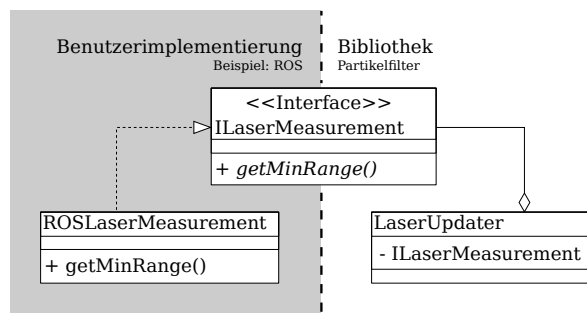 Benutzerimplementierung Bibliothek
Beispiel: ROS Partikelfilter
<<Interface>>
ILaserMeasurement
+ getMinRange()
ROSLaserMeasurement
+ getMinRange()
LaserUpdater
- ILaserMeasurement